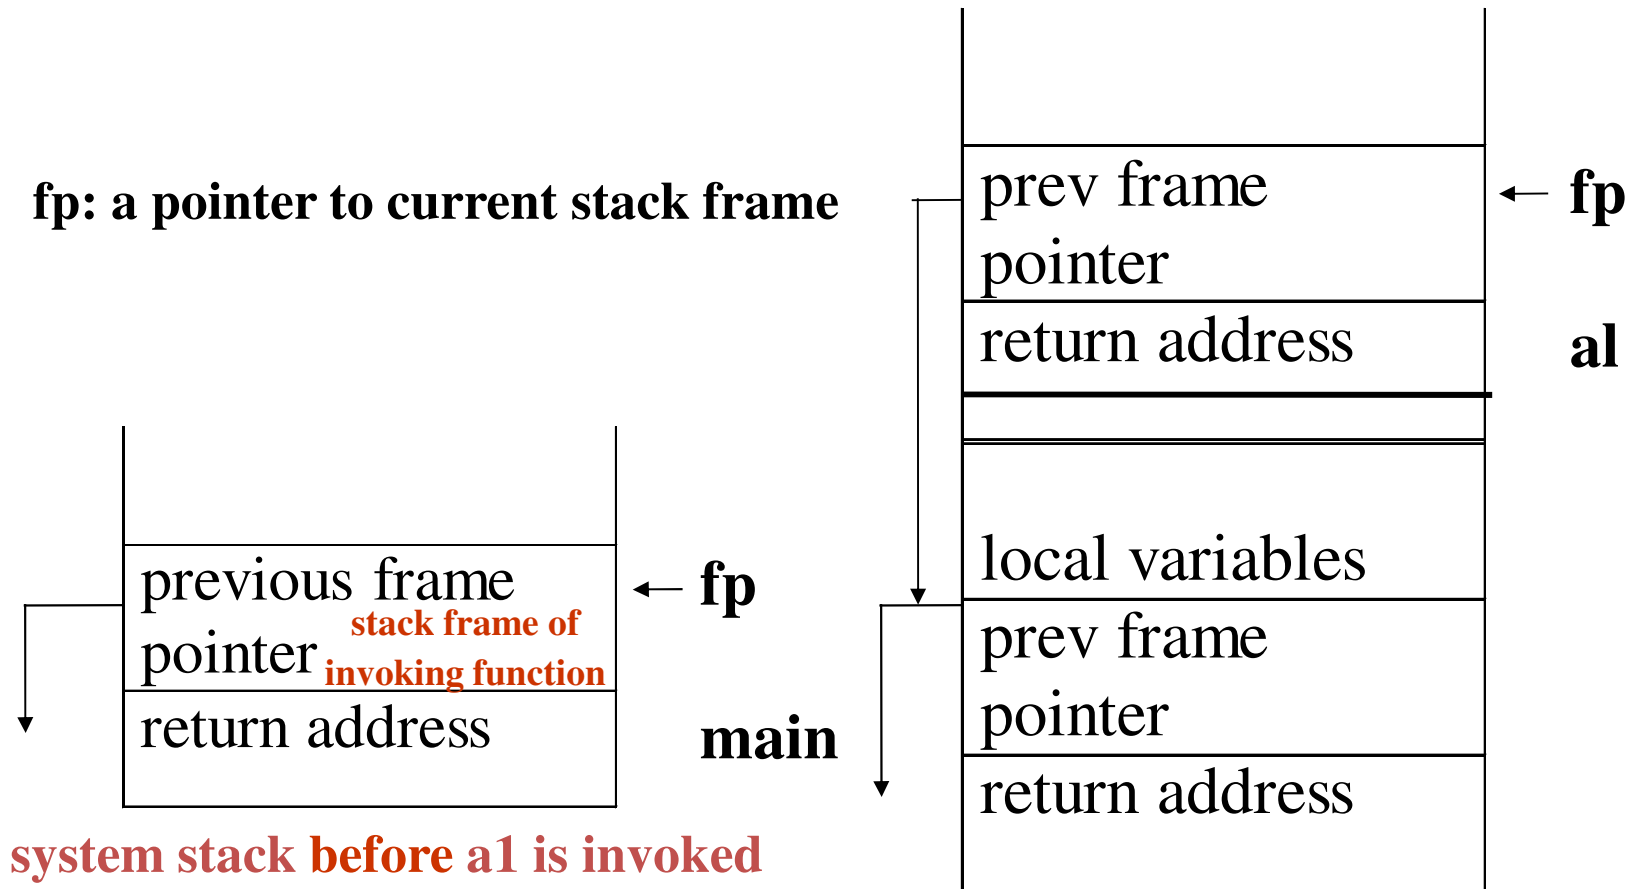 fp: a pointer to current stack frame
previous frame
pointer
stack frame of
invoking function
return address
fp
main
system stack before a1 is invoked
prev frame
pointer
return address
fp
al
local variables
prev frame
pointer
return address